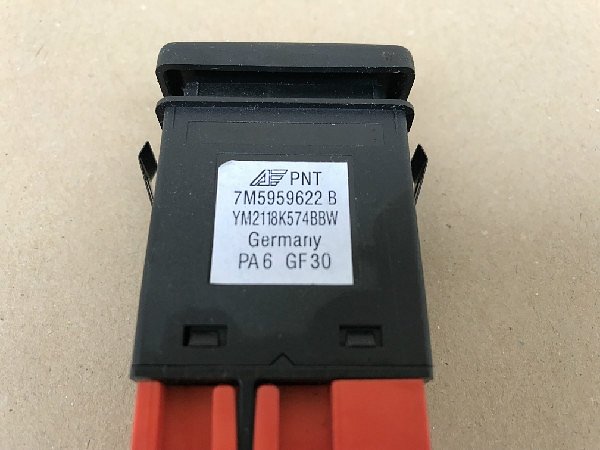 PNT
7M5959622 B
YM2118K574BBW
Germany
PA6 GF30